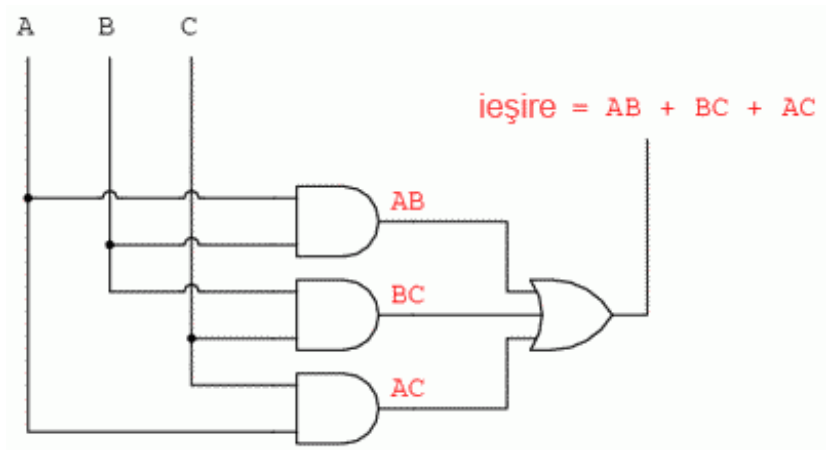 A B C
ieşire = AB + BC + AC
AB
BC
AC